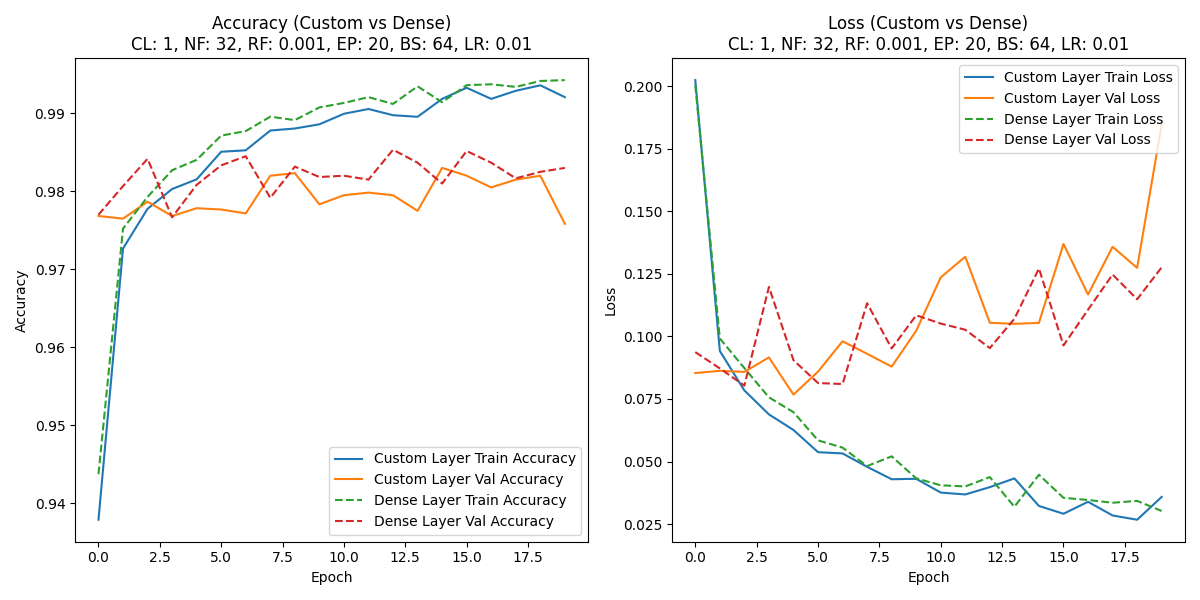 Accuracy (Custom vs Dense)
CL: 1, NF: 32, RF: 0.001, EP: 20, BS: 64, LR: 0.01
Accuracy
0.99
0.98
0.97
0.96
0.95
0.94
Custom Layer Train Accuracy
Custom Layer Val Accuracy
Dense Layer Train Accuracy
Dense Layer Val Accuracy
0.0 2.5 5.0 7.5 10.0 12.5 15.0 17.5
Epoch
Loss (Custom vs Dense)
CL: 1, NF: 32, RF: 0.001, EP: 20, BS: 64, LR: 0.01
Loss
0.200
0.175
0.150
0.125
0.100
0.075
0.050
0.025
Custom Layer Train Loss
Custom Layer Val Loss
Dense Layer Train Loss
Dense Layer Val Loss
0.0 2.5 5.0 7.5 10.0 12.5 15.0 17.5
Epoch